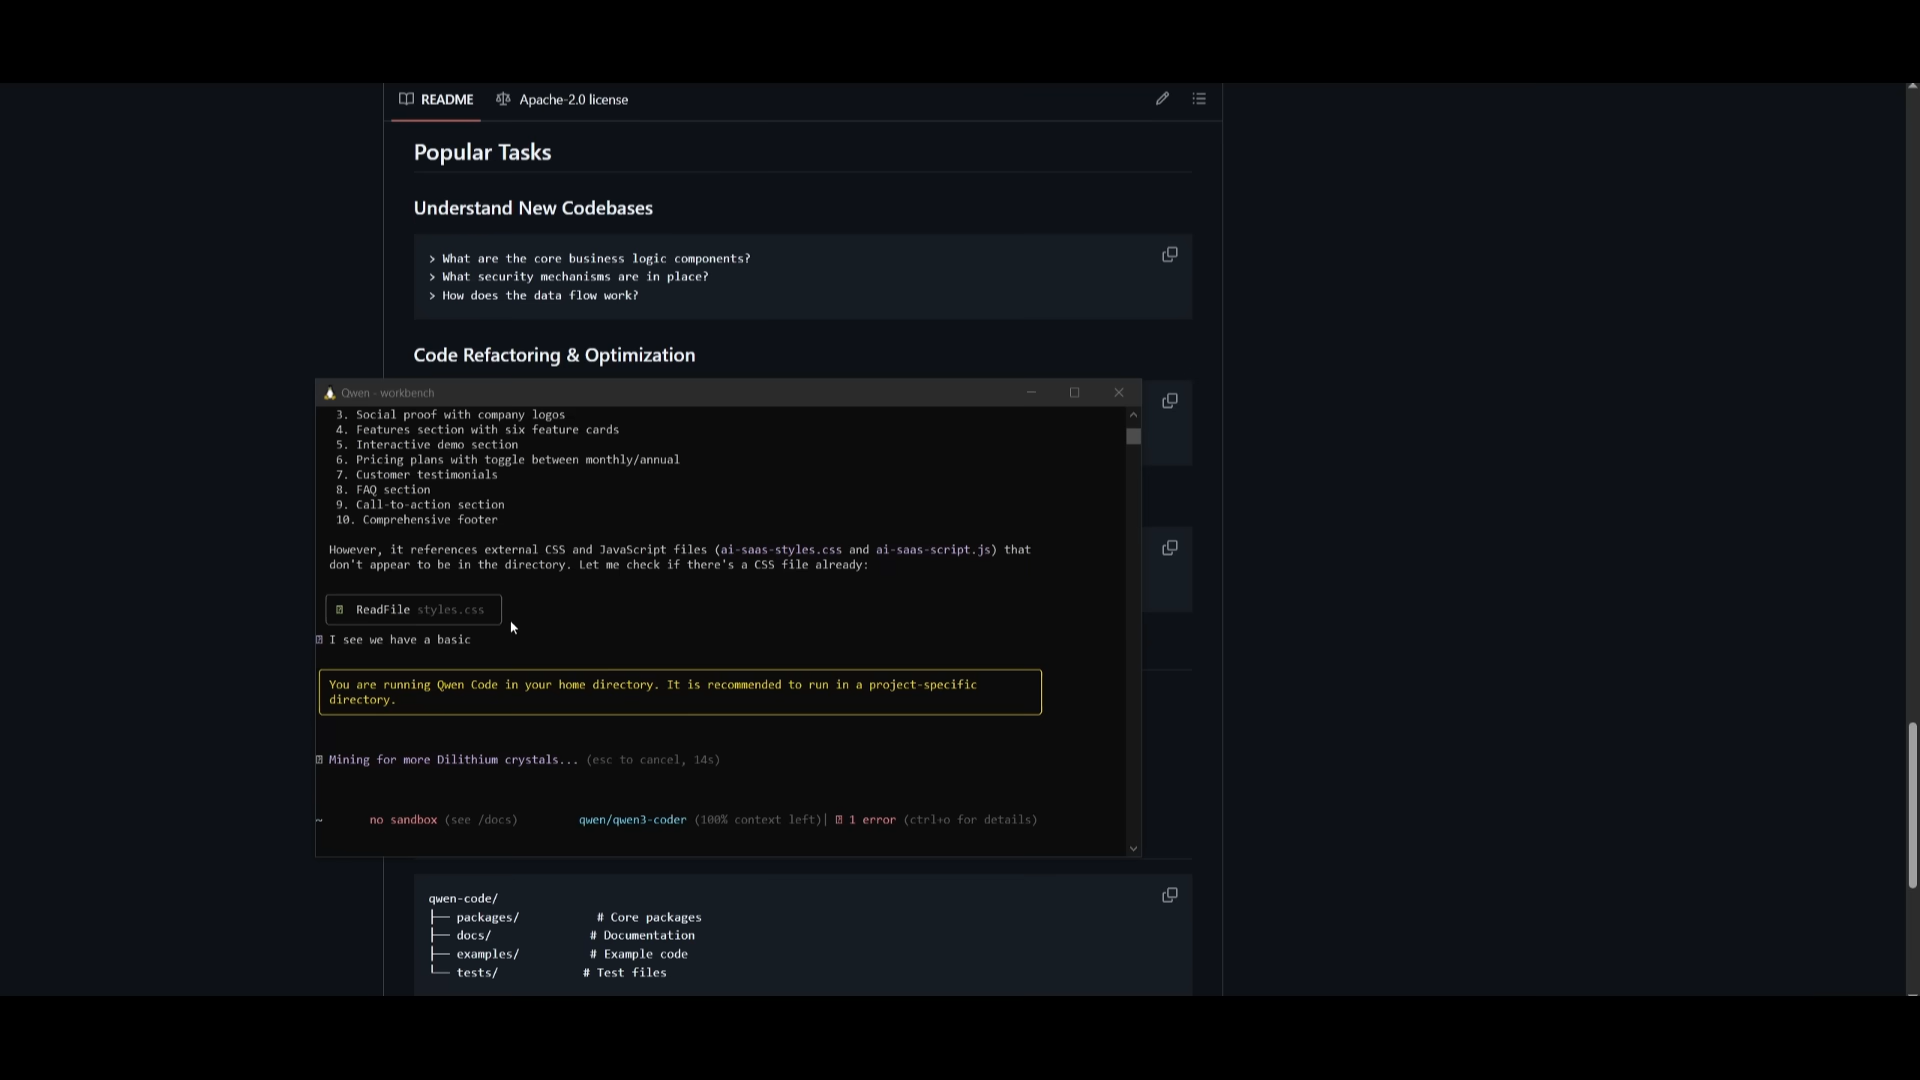 README
Apache-2.0 license
Popular Tasks
Understand New Codebases
> What are the core business logic components?
> What security mechanisms are in place?
> How does the data flow work?
Code Refactoring & Optimization
Qwen - workbench
3. Social proof with company logos
4. Features section with six feature cards
5. Interactive demo section
6. Pricing plans with toggle between monthly/annual
7. Customer testimonials
8. FAQ section
9. Call-to-action section
10. Comprehensive footer
However, it references external CSS and JavaScript files (ai-saas-styles.css and ai-saas-script.js) that
don't appear to be in the directory. Let me check if there's a CSS file already:
ReadFile styles.css
I see we have a basic
You are running Qwen Code in your home directory. It is recommended to run in a project-specific
directory.
Mining for more Dilithium crystals... (esc to cancel, 14s)
~ no sandbox (see /docs) qwen/qwen3-coder (100% context left)| 1 error (ctrl+o for details)
qwen-code/
├── packages/ # Core packages
├── docs/ # Documentation
├── examples/ # Example code
└── tests/ # Test files